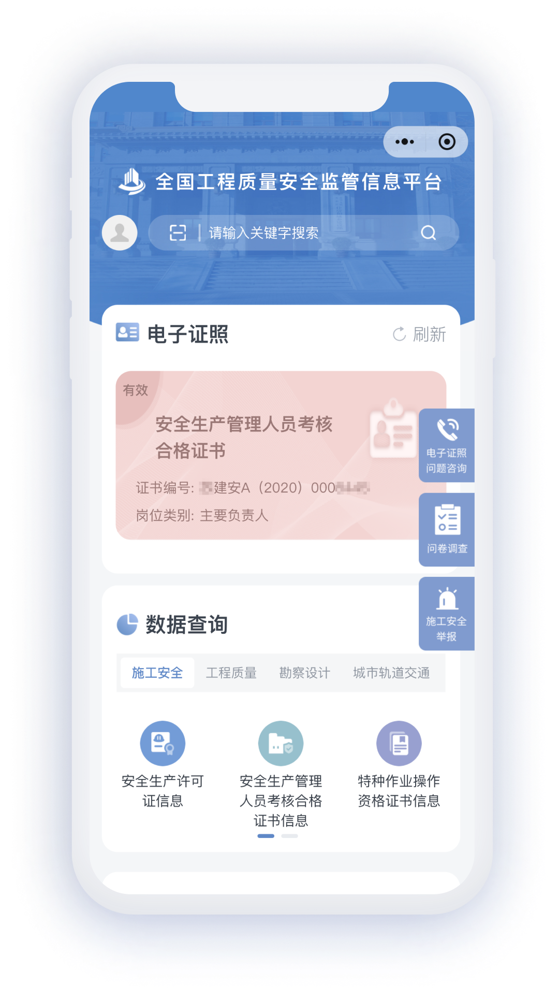 全国工程质量安全监管信息平台
请输入关键字搜索
电子证照
刷新
有效
安全生产管理人员考核
合格证书
证书编号: 建安A（2020）000
岗位类别: 主要负责人
电子证照
问题咨询
问卷调查
施工安全
举报
数据查询
施工安全 工程质量 勘察设计 城市轨道交通
安全生产许可
证信息
安全生产管理
人员考核合格
证书信息
特种作业操作
资格证书信息